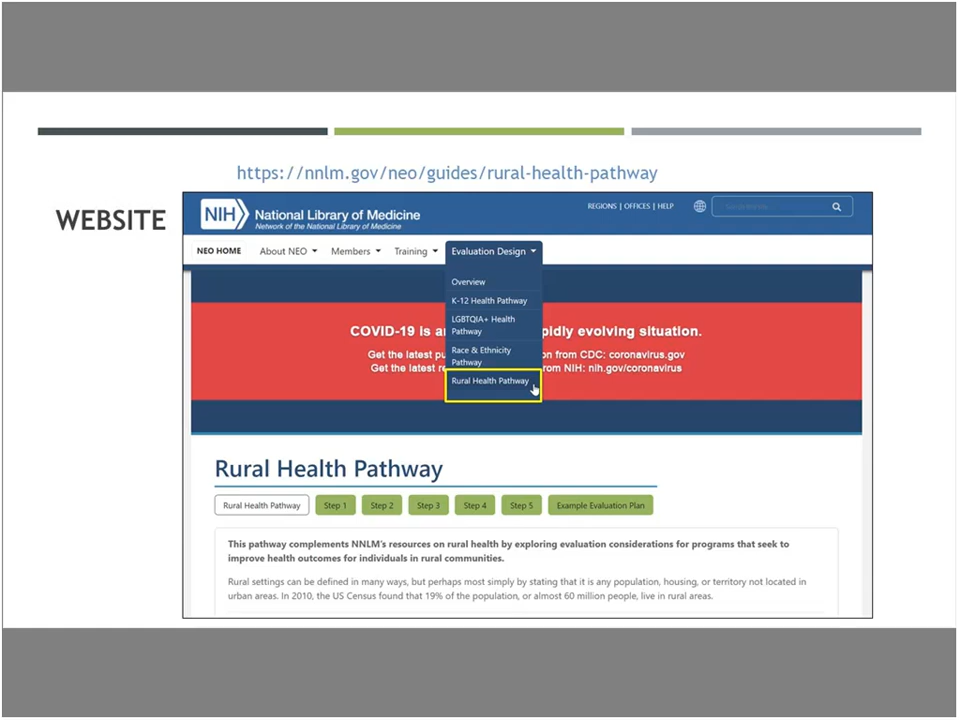 https://nnlm.gov/neo/guides/rural-health-pathway
WEBSITE
NIH National Library of Medicine
Network of the National Library of Medicine
REGIONS | OFFICES | HELP
NEO HOME About NEO Members Training Evaluation Design
Overview
K-12 Health Pathway
LGBTQIA+ Health
Pathway
Race & Ethnicity
Pathway
Rural Health Pathway
COVID-19 is a pidly evolving situation.
Get the latest pu on from CDC: coronavirus.gov
Get the latest re from NIH: nih.gov/coronavirus
Rural Health Pathway
Rural Health Pathway Step 1 Step 2 Step 3 Step 4 Step 5 Example Evaluation Plan
This pathway complements NNLM's resources on rural health by exploring evaluation considerations for programs that seek to
improve health outcomes for individuals in rural communities.
Rural settings can be defined in many ways, but perhaps most simply by stating that it is any population, housing, or territory not located in
urban areas. In 2010, the US Census found that 19% of the population, or almost 60 million people, live in rural areas.